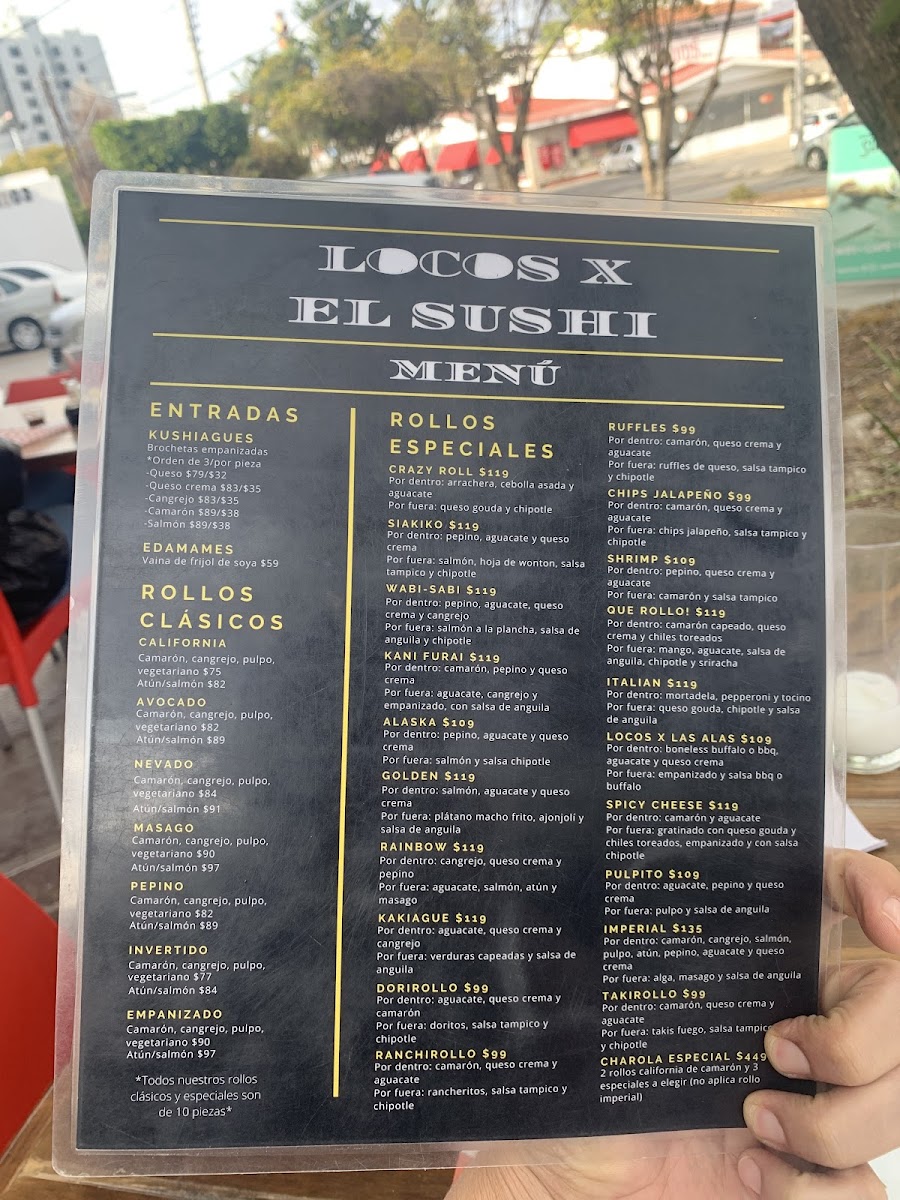 LOCOS X
EL SUSHI
MENÚ
ENTRADAS
KUSHIAGUES
Brochetas empanizadas
*Orden de 3/por pieza
-Queso $79/$32
-Queso crema $83/$35
-Cangrejo $83/$35
-Camarón $89/$38
-Salmón $89/$38
EDAMAMES
Vaina de frijol de soya $59
ROLLOS
CLÁSICOS
CALIFORNIA
Camarón, cangrejo, pulpo,
vegetariano $75
Atún/salmón $82
AVOCADO
Camarón, cangrejo, pulpo,
vegetariano $82
Atún/salmón $89
NEVADO
Camarón, cangrejo, pulpo,
vegetariano $84
Atún/salmón $91
MASAGO
Camarón, cangrejo, pulpo,
vegetariano $90
Atún/salmón $97
PEPINO
Camarón, cangrejo, pulpo,
vegetariano $82
Atún/salmón $89
INVERTIDO
Camarón, cangrejo, pulpo,
vegetariano $77
Atún/salmón $84
EMPANIZADO
Camarón, cangrejo, pulpo,
vegetariano $90
Atún/salmón $97
*Todos nuestros rollos
clásicos y especiales son
de 10 piezas*
ROLLOS
ESPECIALES
CRAZY ROLL $119
Por dentro: arrachera, cebolla asada y
aguacate
Por fuera: queso gouda y chipotle
SIAKIKO $119
Por dentro: pepino, aguacate y queso
crema
Por fuera: salmón, hoja de wonton, salsa
tampico y chipotle
WABI-SABI $119
Por dentro: pepino, aguacate, queso
crema y cangrejo
Por fuera: salmón a la plancha, salsa de
anguila y chipotle
KANI FURAI $119
Por dentro: camarón, pepino y queso
crema
Por fuera: aguacate, cangrejo y
empanizado, con salsa de anguila
ALASKA $109
Por dentro: pepino, aguacate y queso
crema
Por fuera: salmón y salsa chipotle
GOLDEN $119
Por dentro: salmón, aguacate y queso
crema
Por fuera: plátano macho frito, ajonjolí y
salsa de anguila
RAINBOW $119
Por dentro: cangrejo, queso crema y
pepino
Por fuera: aguacate, salmón, atún y
masago
KAKIAGUE $119
Por dentro: aguacate, queso crema y
cangrejo
Por fuera: verduras capeadas y salsa de
anguila
DORIROLLO $99
Por dentro: aguacate, queso crema y
camarón
Por fuera: doritos, salsa tampico y
chipotle
RANCHIROLLO $99
Por dentro: camarón, queso crema y
aguacate
Por fuera: rancheritos, salsa tampico y
chipotle
RUFFLES $99
Por dentro: camarón, queso crema y
aguacate
Por fuera: ruffles de queso, salsa tampico
y chipotle
CHIPS JALAPEÑO $99
Por dentro: camarón, queso crema y
aguacate
Por fuera: chips jalapeño, salsa tampico y
chipotle
SHRIMP $109
Por dentro: pepino, queso crema y
aguacate
Por fuera: camarón y salsa tampico
QUE ROLLO! $119
Por dentro: camarón capeado, queso
crema y chiles toreados
Por fuera: mango, aguacate, salsa de
anguila, chipotle y sriracha
ITALIAN $119
Por dentro: mortadela, pepperoni y tocino
Por fuera: queso gouda, chipotle y salsa
de anguila
LOCOS X LAS ALAS $109
Por dentro: boneless buffalo o bbq,
aguacate y queso crema
Por fuera: empanizado y salsa bbq o
buffalo
SPICY CHEESE $119
Por dentro: camarón y aguacate
Por fuera: gratinado con queso gouda y
chiles toreados, empanizado y con salsa
chipotle
PULPITO $109
Por dentro: aguacate, pepino y queso
crema
Por fuera: pulpo y salsa de anguila
IMPERIAL $135
Por dentro: camarón, cangrejo, salmón,
pulpo, atún, pepino, aguacate y queso
crema
Por fuera: alga, masago y salsa de anguila
TAKIROLLO $99
Por dentro: camarón, queso crema y
aguacate
Por fuera: takis fuego, salsa tampico
y chipotle
CHAROLA ESPECIAL $449
2 rollos california de camarón y 3
especiales a elegir (no aplica rollo
imperial)